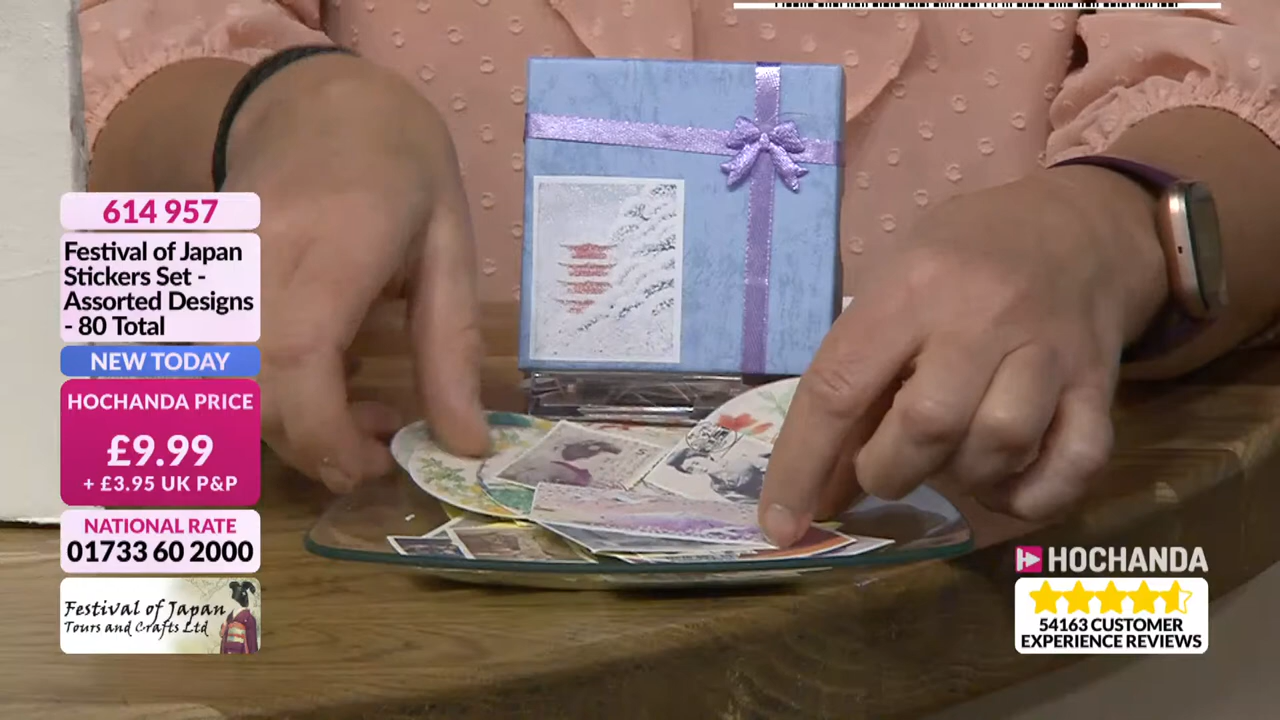 614 957
Festival of Japan
Stickers Set -
Assorted Designs
- 80 Total
NEW TODAY
HOCHANDA PRICE
£9.99
+ £3.95 UK P&P
NATIONAL RATE
01733 60 2000
Festival of Japan
Tours and Crafts Ltd
HOCHANDA
54163 CUSTOMER
EXPERIENCE REVIEWS